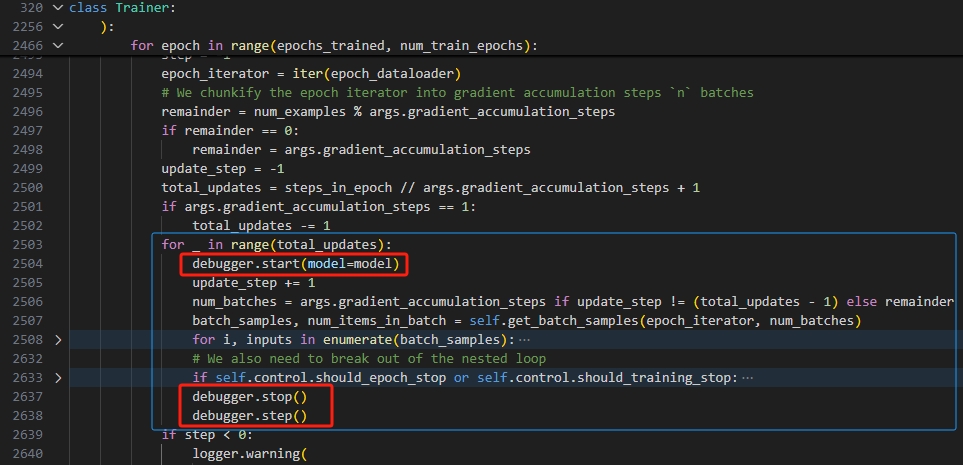 320 class Trainer:
2256 ):
2466 for epoch in range(epochs_trained, num_train_epochs):
2494 epoch_iterator = iter(epoch_dataloader)
2495 # We chunkify the epoch iterator into gradient accumulation steps `n` batches
2496 remainder = num_examples % args.gradient_accumulation_steps
2497 if remainder == 0:
2498 remainder = args.gradient_accumulation_steps
2499 update_step = -1
2500 total_updates = steps_in_epoch // args.gradient_accumulation_steps + 1
2501 if args.gradient_accumulation_steps == 1:
2502 total_updates -= 1
2503 for _ in range(total_updates):
2504 debugger.start(model=model)
2505 update_step += 1
2506 num_batches = args.gradient_accumulation_steps if update_step != (total_updates - 1) else remainder
2507 batch_samples, num_items_in_batch = self.get_batch_samples(epoch_iterator, num_batches)
2508 for i, inputs in enumerate(batch_samples):···
2632 # We also need to break out of the nested loop
2633 if self.control.should_epoch_stop or self.control.should_training_stop:···
2637 debugger.stop()
2638 debugger.step()
2639 if step < 0:
2640 logger.warning(